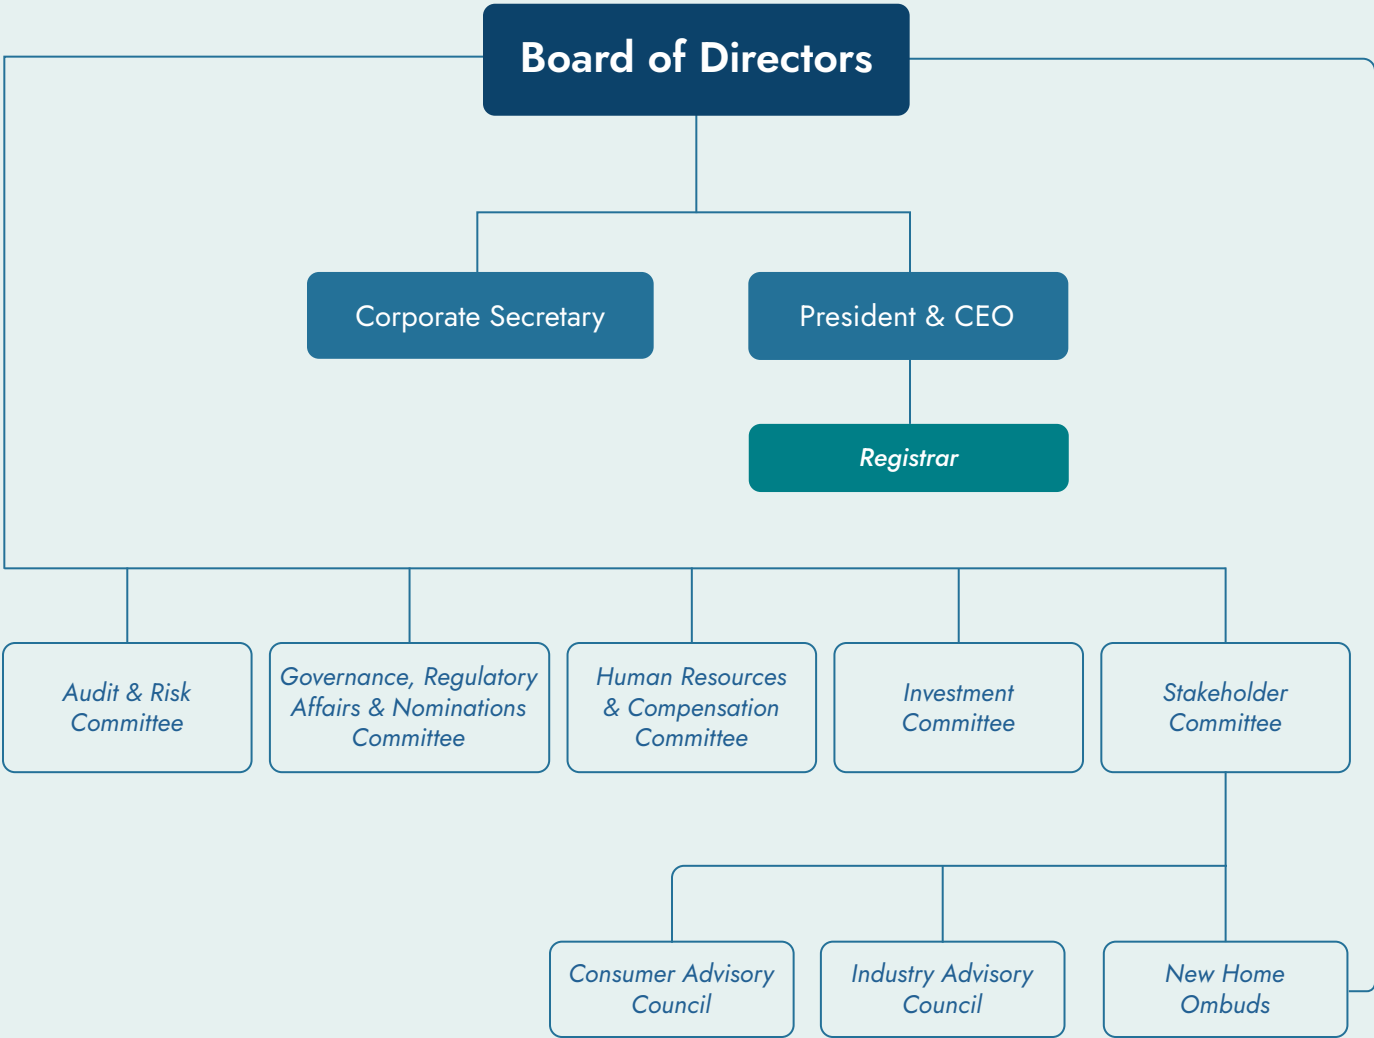 Board of Directors
Corporate Secretary
President & CEO
Registrar
Audit & Risk
Committee
Governance, Regulatory
Affairs & Nominations
Committee
Human Resources
& Compensation
Committee
Investment
Committee
Stakeholder
Committee
Consumer Advisory
Council
Industry Advisory
Council
New Home
Ombuds